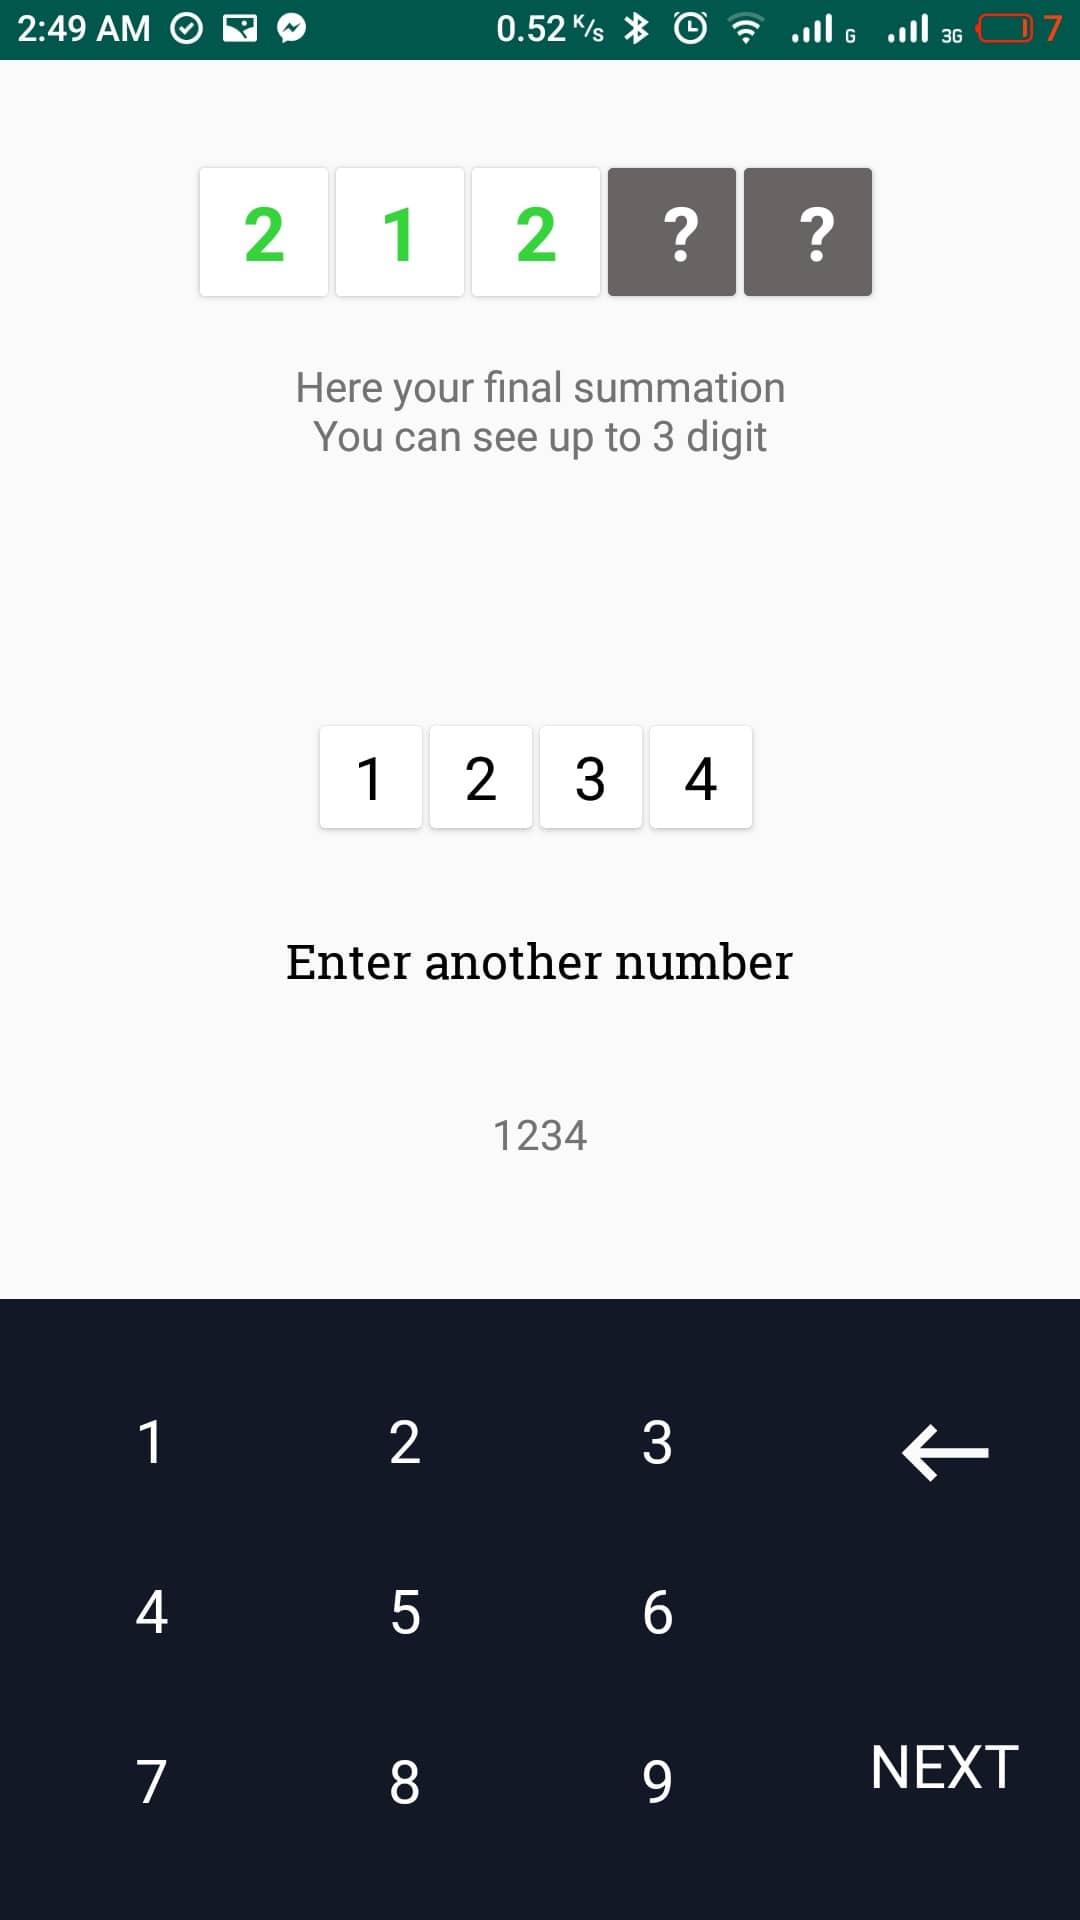 2:49 AM 0.52 K/s G 3G 7
2 1 2 ? ?
Here your final summation
You can see up to 3 digit
1 2 3 4
Enter another number
1234
1 2 3
4 5 6
7 8 9 NEXT